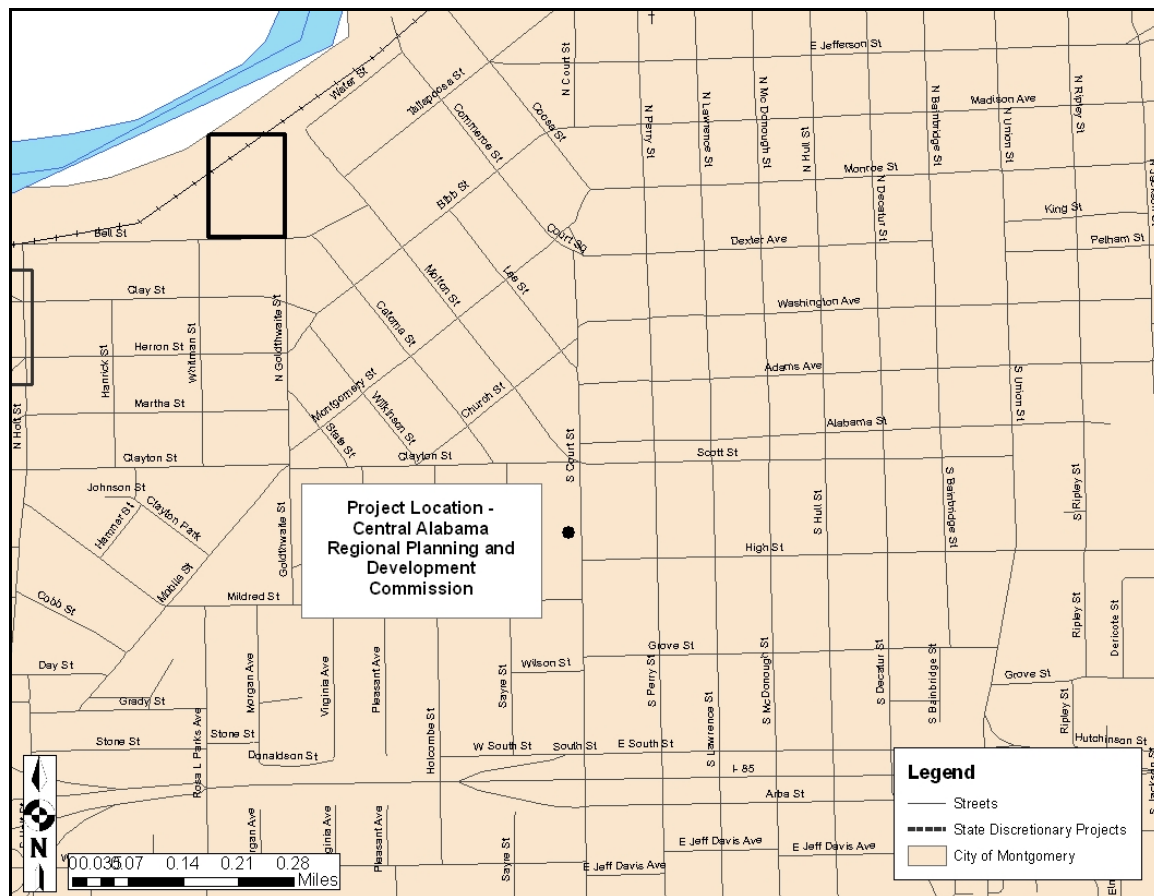 E Jefferson St
Water St
Tallapoosa St
N Court St
Commerce St
Coosa St
N Perry St
N Lawrence St
N Mc Donough St
N Hull St
N Bainbridge St
Madison Ave
N Union St
N Ripley St
Monroe St
Bibb St
N Decatur St
King St
Bell St
Court Sq
Dexter Ave
Pelham St
Clay St
Molton St
Lee St
Washington Ave
Catoma St
Hanrick St
Herron St
Whitman St
N Goldthwaite St
Adams Ave
Montgomery St
Wilkinson St
Church St
Martha St
S Union St
Alabama St
N Holt St
State St
Clayton St
Clayton St
S Court St
Scott St
Johnson St
Hamner St
Clayton Park
Goldthwaite St
S Hull St
S Bainbridge St
S Ripley St
Project Location -
Central Alabama
Regional Planning and
Development
Commission
High St
Mobile St
Mildred St
Cobb St
Ripley St
Dericote St
Day St
Morgan Ave
Virginia Ave
Pleasant Ave
Sayre St
Wilson St
Grove St
S Perry St
S Mc Donough St
S Decatur St
S Bainbridge St
Grove St
Grady St
Rosa L Parks Ave
Holcombe St
S Lawrence St
Ripley St
Stone St
Stone St
Donaldson St
W South St
South St
E South St
Hutchinson St
I- 85
Arba St
Pleasant Ave
Sayre St
E Jeff Davis Ave
E Jeff Davis Ave
E Jeff Davis Ave
Legend
Streets
State Discretionary Projects
City of Montgomery
N
00.035 0.07 0.14 0.21 0.28
Miles